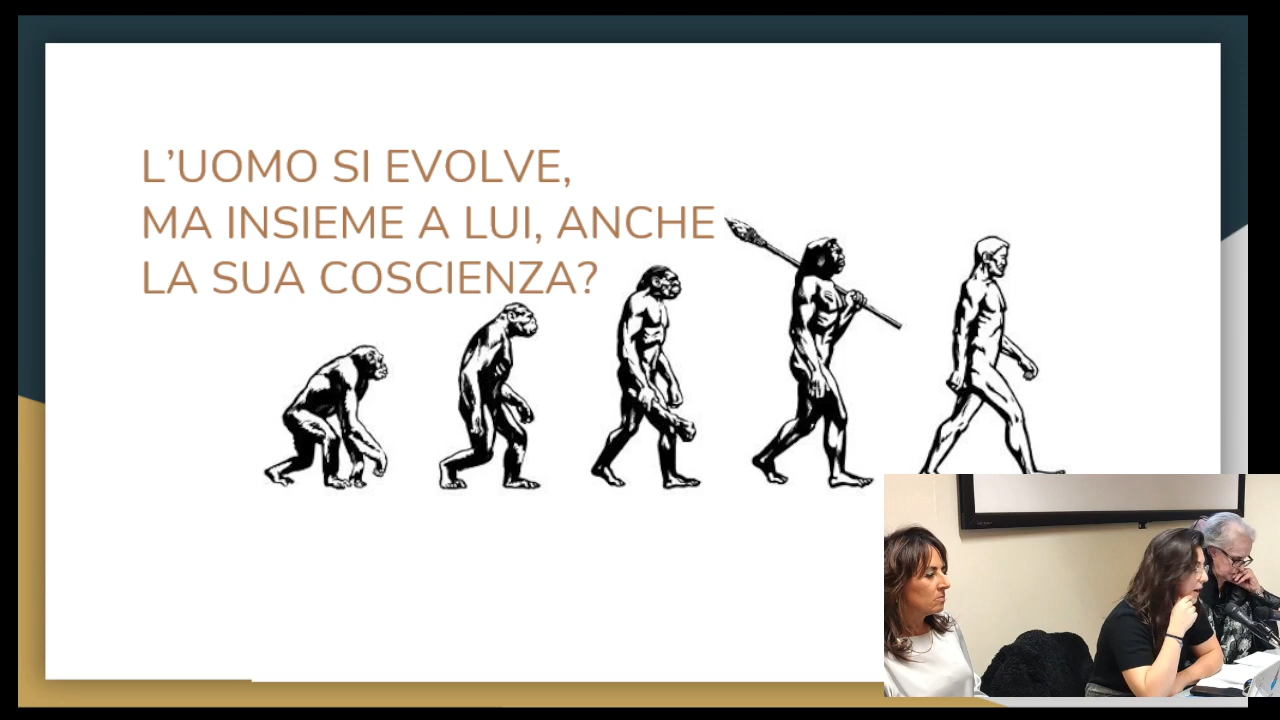 L’UOMO SI EVOLVE,
MA INSIEME A LUI, ANCHE
LA SUA COSCIENZA?